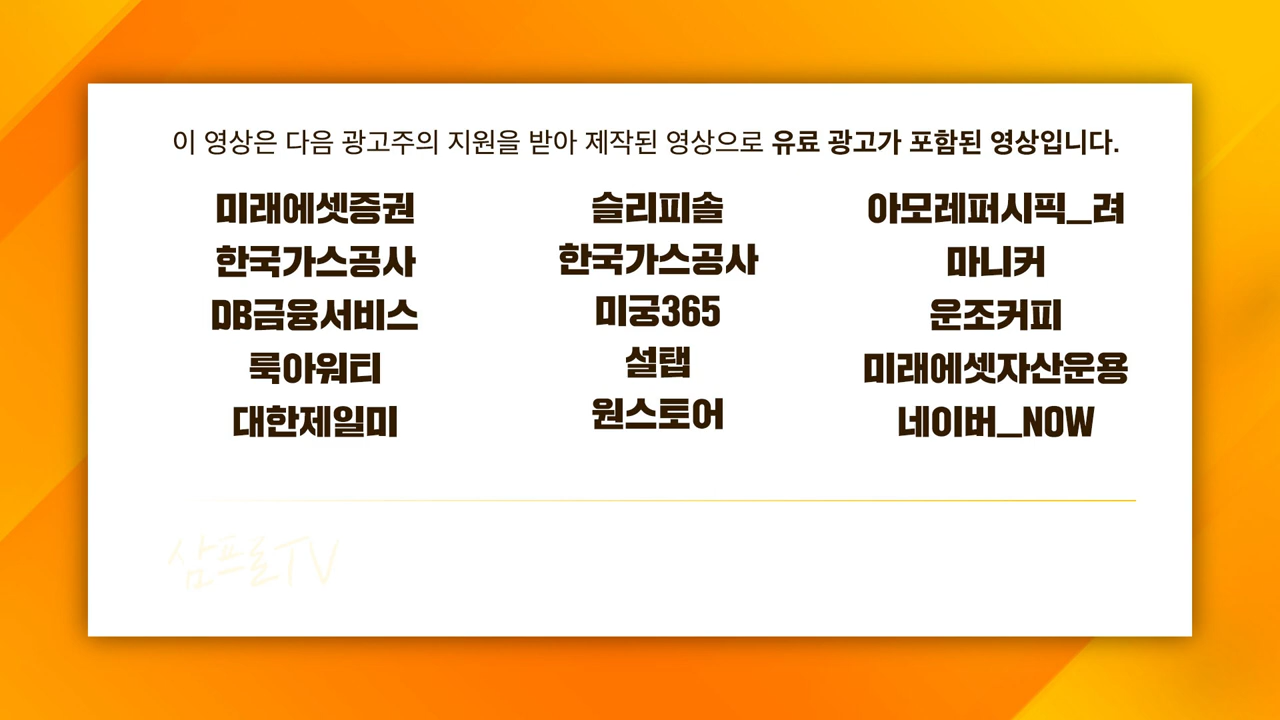 이 영상은 다음 광고주의 지원을 받아 제작된 영상으로 유료 광고가 포함된 영상입니다.
미래에셋증권
한국가스공사
DB금융서비스
룩아워티
대한제일미
슬리피솔
한국가스공사
미궁365
설탭
원스토어
아모레퍼시픽_려
마니커
운조커피
미래에셋자산운용
네이버_NOW
삼프로TV